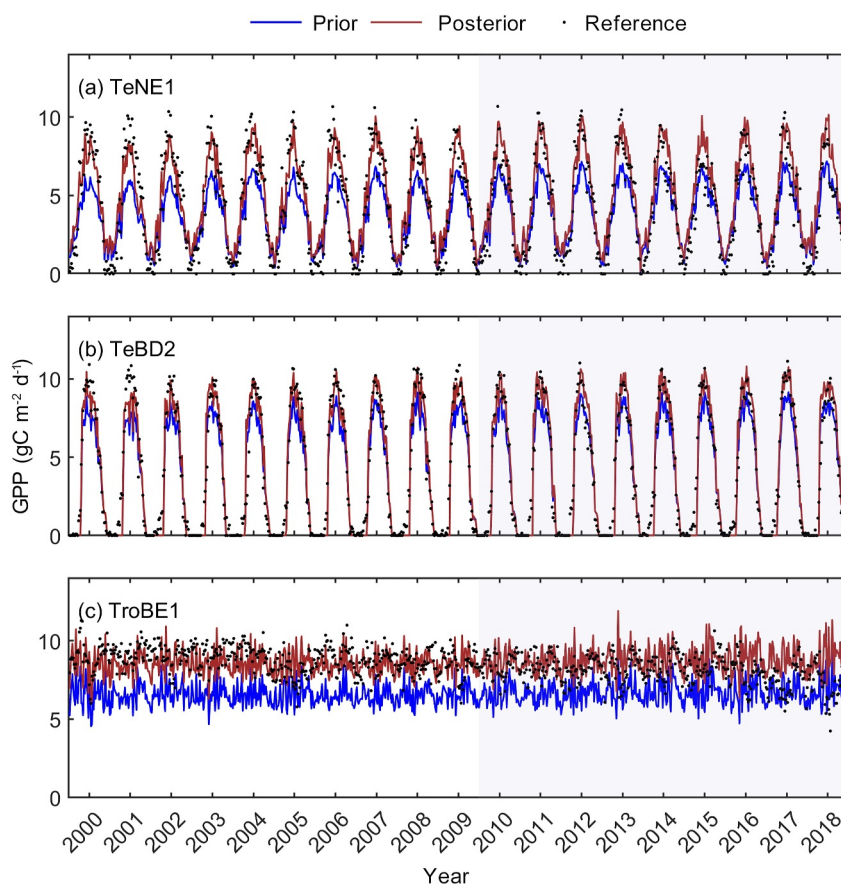 Prior Posterior Reference
(a) TeNE1
10
5
0
(b) TeBD2
10
5
0
GPP (gC m⁻² d⁻¹)
(c) TroBE1
10
5
0
2000 2001 2002 2003 2004 2005 2006 2007 2008 2009 2010 2011 2012 2013 2014 2015 2016 2017 2018
Year